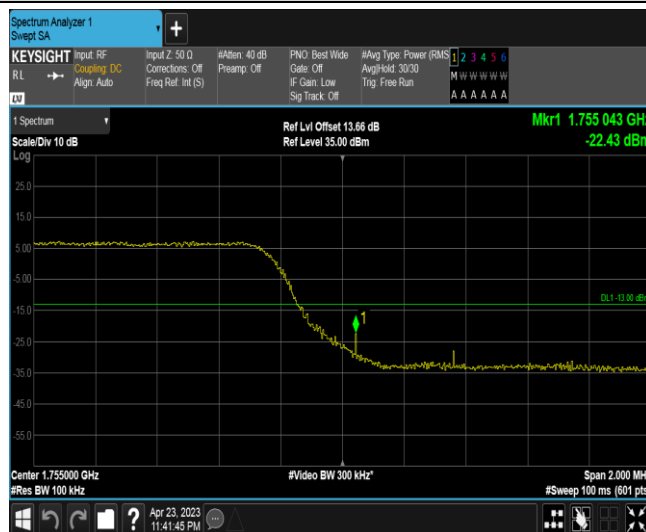 Spectrum Analyzer 1
Swept SA
+
KEYSIGHT
RL
LXI
Input: RF
Coupling: DC
Align: Auto
Input Z: 50 Ω
Corrections: Off
Freq Ref: Int (S)
#Atten: 40 dB
Preamp: Off
PNO: Best Wide
Gate: Off
IF Gain: Low
Sig Track: Off
#Avg Type: Power (RMS
Avg|Hold: 30/30
Trig: Free Run
1 2 3 4 5 6
M W W W W W
A A A A A A
1 Spectrum
Scale/Div 10 dB
Log
Ref Lvl Offset 13.66 dB
Ref Level 35.00 dBm
Mkr1 1.755 043 GHz
-22.43 dBm
25.0
15.0
5.00
-5.00
-15.0
-25.0
-35.0
-45.0
-55.0
DL1 -13.00 dBm
1
Center 1.755000 GHz
#Res BW 100 kHz
#Video BW 300 kHz*
Span 2.000 MH
#Sweep 100 ms (601 pts
?
Apr 23, 2023
11:41:45 PM